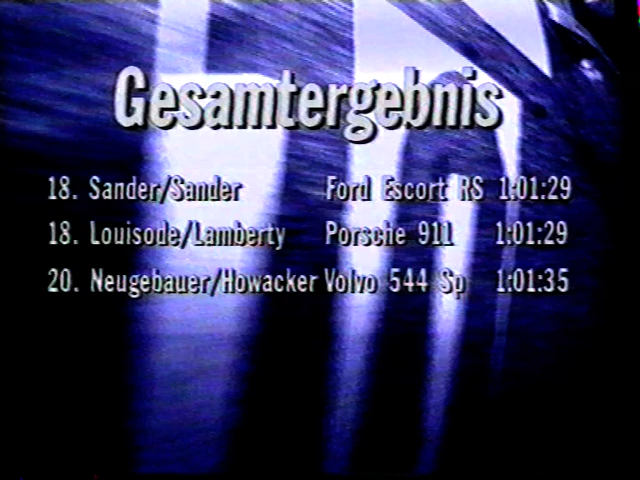 Gesamtergebnis
18. Sander/Sander Ford Escort RS 1:01:29
18. Louisode/Lamberty Porsche 911 1:01:29
20. Neugebauer/Howacker Volvo 544 Sp 1:01:35